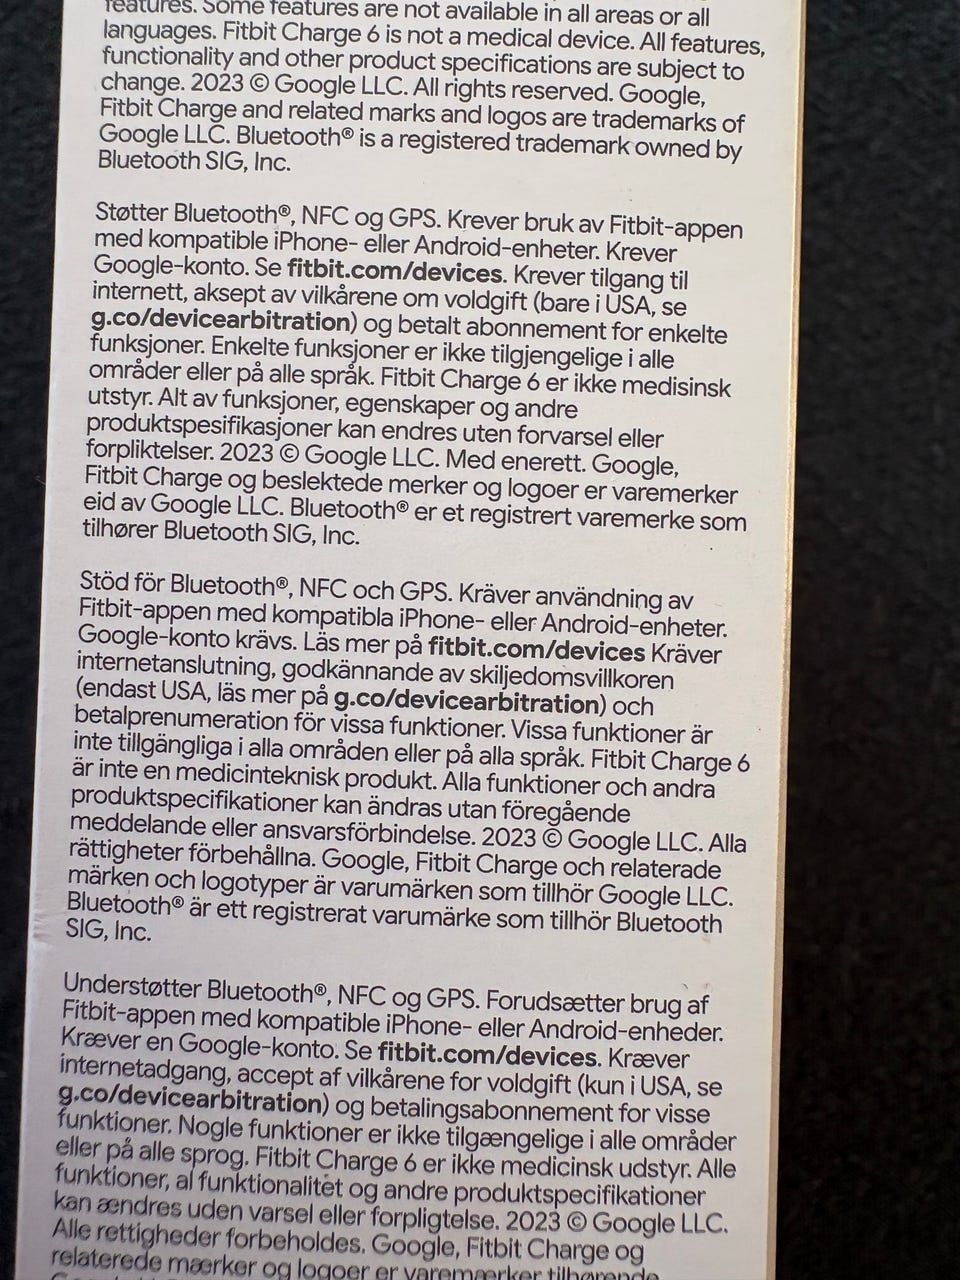 features. Some features are not available in all areas or all
languages. Fitbit Charge 6 is not a medical device. All features,
functionality and other product specifications are subject to
change. 2023 © Google LLC. All rights reserved. Google,
Fitbit Charge and related marks and logos are trademarks of
Google LLC. Bluetooth® is a registered trademark owned by
Bluetooth SIG, Inc.
Støtter Bluetooth®, NFC og GPS. Krever bruk av Fitbit-appen
med kompatible iPhone- eller Android-enheter. Krever
Google-konto. Se fitbit.com/devices. Krever tilgang til
internett, aksept av vilkårene om voldgift (bare i USA, se
g.co/devicearbitration) og betalt abonnement for enkelte
funksjoner. Enkelte funksjoner er ikke tilgjengelige i alle
områder eller på alle språk. Fitbit Charge 6 er ikke medisinsk
utstyr. Alt av funksjoner, egenskaper og andre
produktspesifikasjoner kan endres uten forvarsel eller
forpliktelser. 2023 © Google LLC. Med enerett. Google,
Fitbit Charge og beslektede merker og logoer er varemerker
eid av Google LLC. Bluetooth® er et registrert varemerke som
tilhører Bluetooth SIG, Inc.
Stöd för Bluetooth®, NFC och GPS. Kräver användning av
Fitbit-appen med kompatibla iPhone- eller Android-enheter.
Google-konto krävs. Läs mer på fitbit.com/devices Kräver
internetanslutning, godkännande av skiljedomsvillkoren
(endast USA, läs mer på g.co/devicearbitration) och
betalprenumeration för vissa funktioner. Vissa funktioner är
inte tillgängliga i alla områden eller på alla språk. Fitbit Charge 6
är inte en medicinteknisk produkt. Alla funktioner och andra
produktspecifikationer kan ändras utan föregående
meddelande eller ansvarsförbindelse. 2023 © Google LLC. Alla
rättigheter förbehållna. Google, Fitbit Charge och relaterade
märken och logotyper är varumärken som tillhör Google LLC.
Bluetooth® är ett registrerat varumärke som tillhör Bluetooth
SIG, Inc.
Understøtter Bluetooth®, NFC og GPS. Forudsætter brug af
Fitbit-appen med kompatible iPhone- eller Android-enheder.
Kræver en Google-konto. Se fitbit.com/devices. Kræver
internetadgang, accept af vilkårene for voldgift (kun i USA, se
g.co/devicearbitration) og betalingsabonnement for visse
funktioner. Nogle funktioner er ikke tilgængelige i alle områder
eller på alle sprog. Fitbit Charge 6 er ikke medicinsk udstyr. Alle
funktioner, al funktionalitet og andre produktspecifikationer
kan ændres uden varsel eller forpligtelse. 2023 © Google LLC.
Alle rettigheder forbeholdes. Google, Fitbit Charge og
relaterede mærker og logoer er varemærker tilhørende